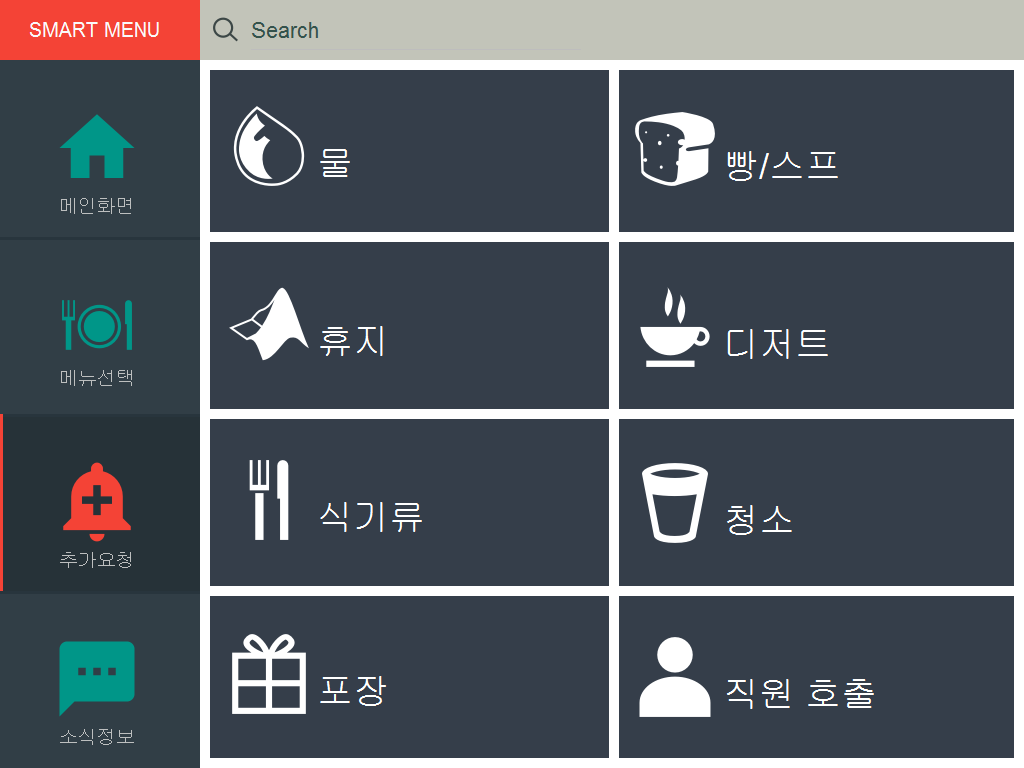 SMART MENU
Search
메인화면
메뉴선택
추가요청
소식정보
물
빵/스프
휴지
디저트
식기류
청소
포장
직원 호출